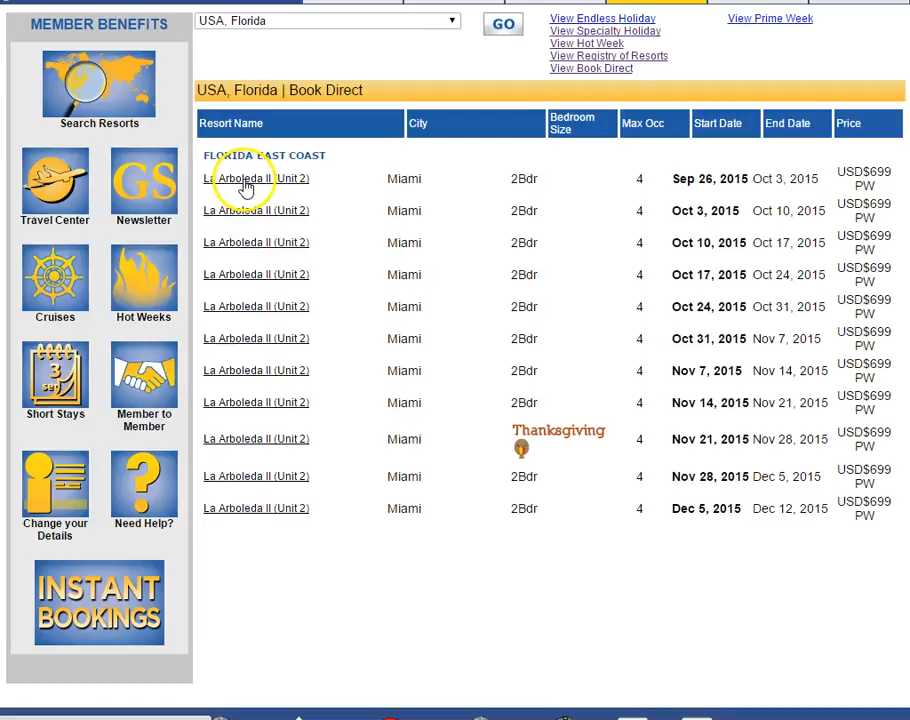 MEMBER BENEFITS
Search Resorts
Travel Center
GS
Newsletter
Cruises
Hot Weeks
3
Short Stays
Member to
Member
Change your
Details
?
Need Help?
INSTANT
BOOKINGS
USA, Florida
GO
View Endless Holiday
View Specialty Holiday
View Hot Week
View Registry of Resorts
View Book Direct
View Prime Week
USA, Florida | Book Direct
Resort Name City Bedroom Size Max Occ Start Date End Date Price
FLORIDA EAST COAST
La Arboleda II (Unit 2) Miami 2Bdr 4 Sep 26, 2015 Oct 3, 2015 USD$699 PW
La Arboleda II (Unit 2) Miami 2Bdr 4 Oct 3, 2015 Oct 10, 2015 USD$699 PW
La Arboleda II (Unit 2) Miami 2Bdr 4 Oct 10, 2015 Oct 17, 2015 USD$699 PW
La Arboleda II (Unit 2) Miami 2Bdr 4 Oct 17, 2015 Oct 24, 2015 USD$699 PW
La Arboleda II (Unit 2) Miami 2Bdr 4 Oct 24, 2015 Oct 31, 2015 USD$699 PW
La Arboleda II (Unit 2) Miami 2Bdr 4 Oct 31, 2015 Nov 7, 2015 USD$699 PW
La Arboleda II (Unit 2) Miami 2Bdr 4 Nov 7, 2015 Nov 14, 2015 USD$699 PW
La Arboleda II (Unit 2) Miami 2Bdr 4 Nov 14, 2015 Nov 21, 2015 USD$699 PW
La Arboleda II (Unit 2) Miami Thanksgiving 4 Nov 21, 2015 Nov 28, 2015 USD$699 PW
La Arboleda II (Unit 2) Miami 2Bdr 4 Nov 28, 2015 Dec 5, 2015 USD$699 PW
La Arboleda II (Unit 2) Miami 2Bdr 4 Dec 5, 2015 Dec 12, 2015 USD$699 PW